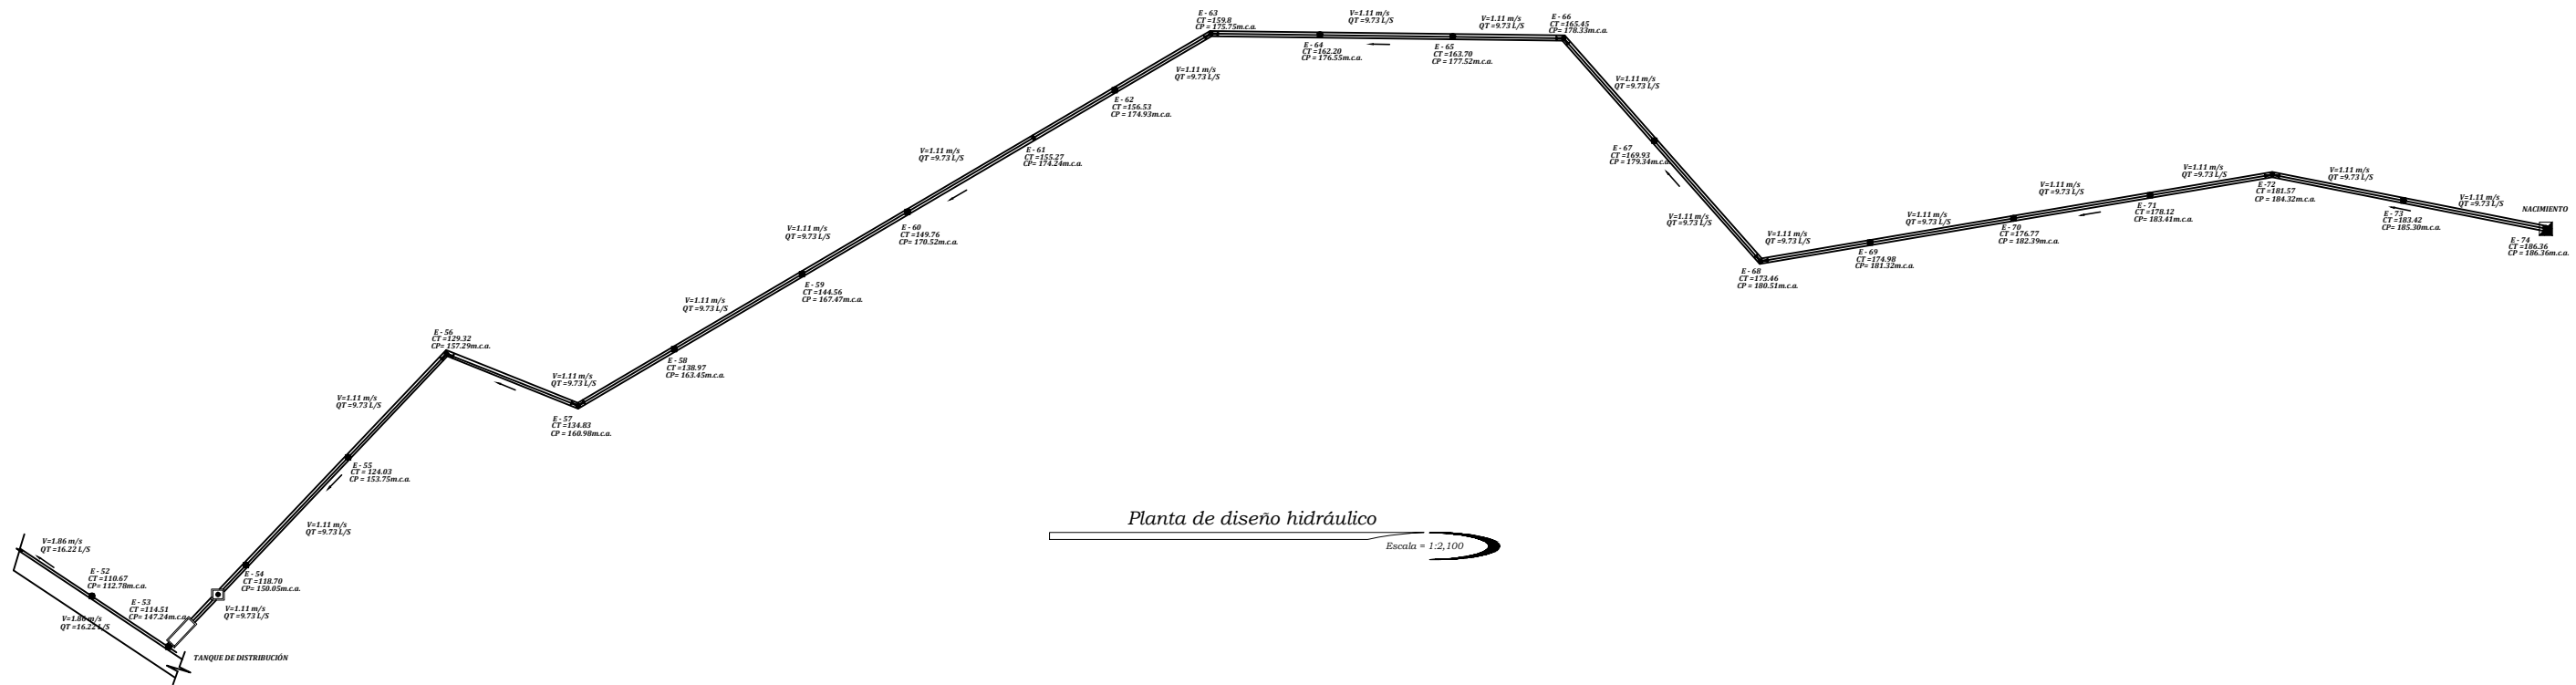 E - 63
CT =159.8
CP = 175.75m.c.a.
V=1.11 m/s
QT =9.73 L/S
V=1.11 m/s
QT =9.73 L/S
E - 66
CT =165.45
CP= 178.33m.c.a.
E - 64
CT =162.20
CP = 176.55m.c.a.
E - 65
CT =163.70
CP = 177.52m.c.a.
V=1.11 m/s
QT =9.73 L/S
V=1.11 m/s
QT =9.73 L/S
E - 62
CT =156.53
CP = 174.93m.c.a.
E - 61
CT =155.27
CP= 174.24m.c.a.
V=1.11 m/s
QT =9.73 L/S
E - 67
CT =169.93
CP = 179.34m.c.a.
V=1.11 m/s
QT =9.73 L/S
E - 60
CT =149.76
CP= 170.52m.c.a.
V=1.11 m/s
QT =9.73 L/S
E - 59
CT =144.56
CP = 167.47m.c.a.
V=1.11 m/s
QT =9.73 L/S
E - 68
CT =173.46
CP = 180.51m.c.a.
V=1.11 m/s
QT =9.73 L/S
E - 69
CT =174.98
CP= 181.32m.c.a.
V=1.11 m/s
QT =9.73 L/S
E - 70
CT =176.77
CP = 182.39m.c.a.
V=1.11 m/s
QT =9.73 L/S
E - 71
CT =178.12
CP= 183.41m.c.a.
V=1.11 m/s
QT =9.73 L/S
E -72
CT =181.57
CP = 184.32m.c.a.
V=1.11 m/s
QT =9.73 L/S
E - 73
CT =183.42
CP= 185.30m.c.a.
V=1.11 m/s
QT =9.73 L/S
NACIMIENTO
E - 74
CT =186.36
CP = 186.36m.c.a.
V=1.11 m/s
QT =9.73 L/S
E - 58
CT =138.97
CP= 163.45m.c.a.
E - 56
CT =129.32
CP= 157.29m.c.a.
V=1.11 m/s
QT =9.73 L/S
E - 57
CT =134.83
CP = 160.98m.c.a.
V=1.11 m/s
QT =9.73 L/S
E - 55
CT = 124.03
CP = 153.75m.c.a.
V=1.11 m/s
QT =9.73 L/S
Planta de diseño hidráulico
Escala = 1:2,100
V=1.86 m/s
QT =16.22 L/S
E - 52
CT =110.67
CP= 112.78m.c.a.
E - 54
CT =118.70
CP= 150.05m.c.a.
E - 53
CT =114.51
CP= 147.24m.c.a.
V=1.11 m/s
QT =9.73 L/S
V=1.86 m/s
QT =16.22 L/S
TANQUE DE DISTRIBUCIÓN